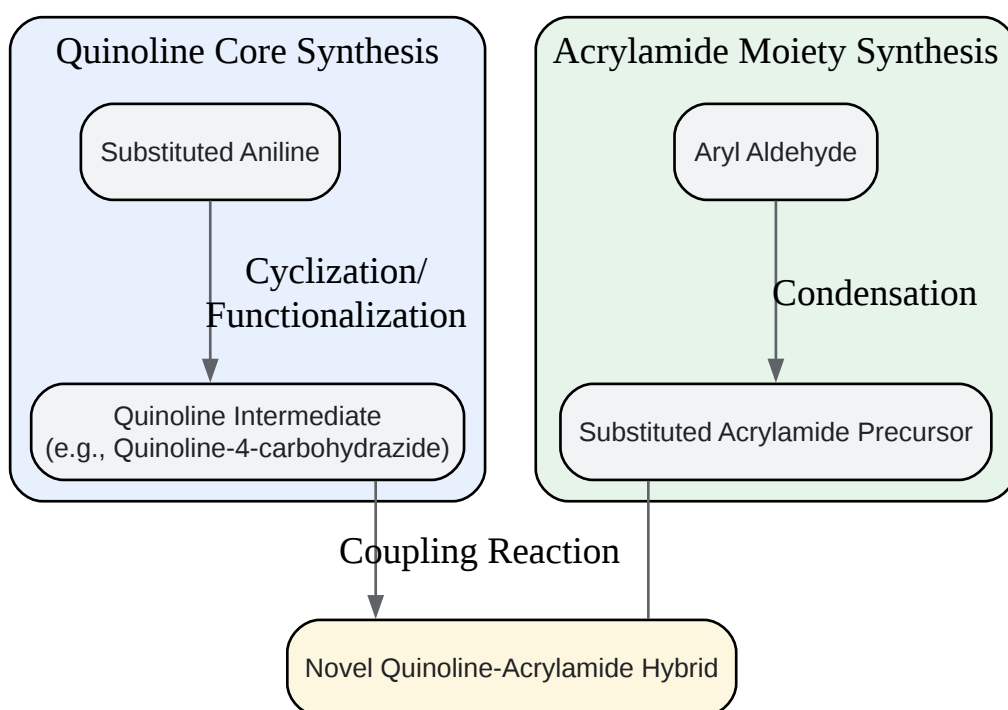 Quinoline Core Synthesis
Substituted Aniline
Cyclization/
Functionalization
Quinoline Intermediate
(e.g., Quinoline-4-carbohydrazide)
Acrylamide Moiety Synthesis
Aryl Aldehyde
Condensation
Substituted Acrylamide Precursor
Coupling Reaction
Novel Quinoline-Acrylamide Hybrid